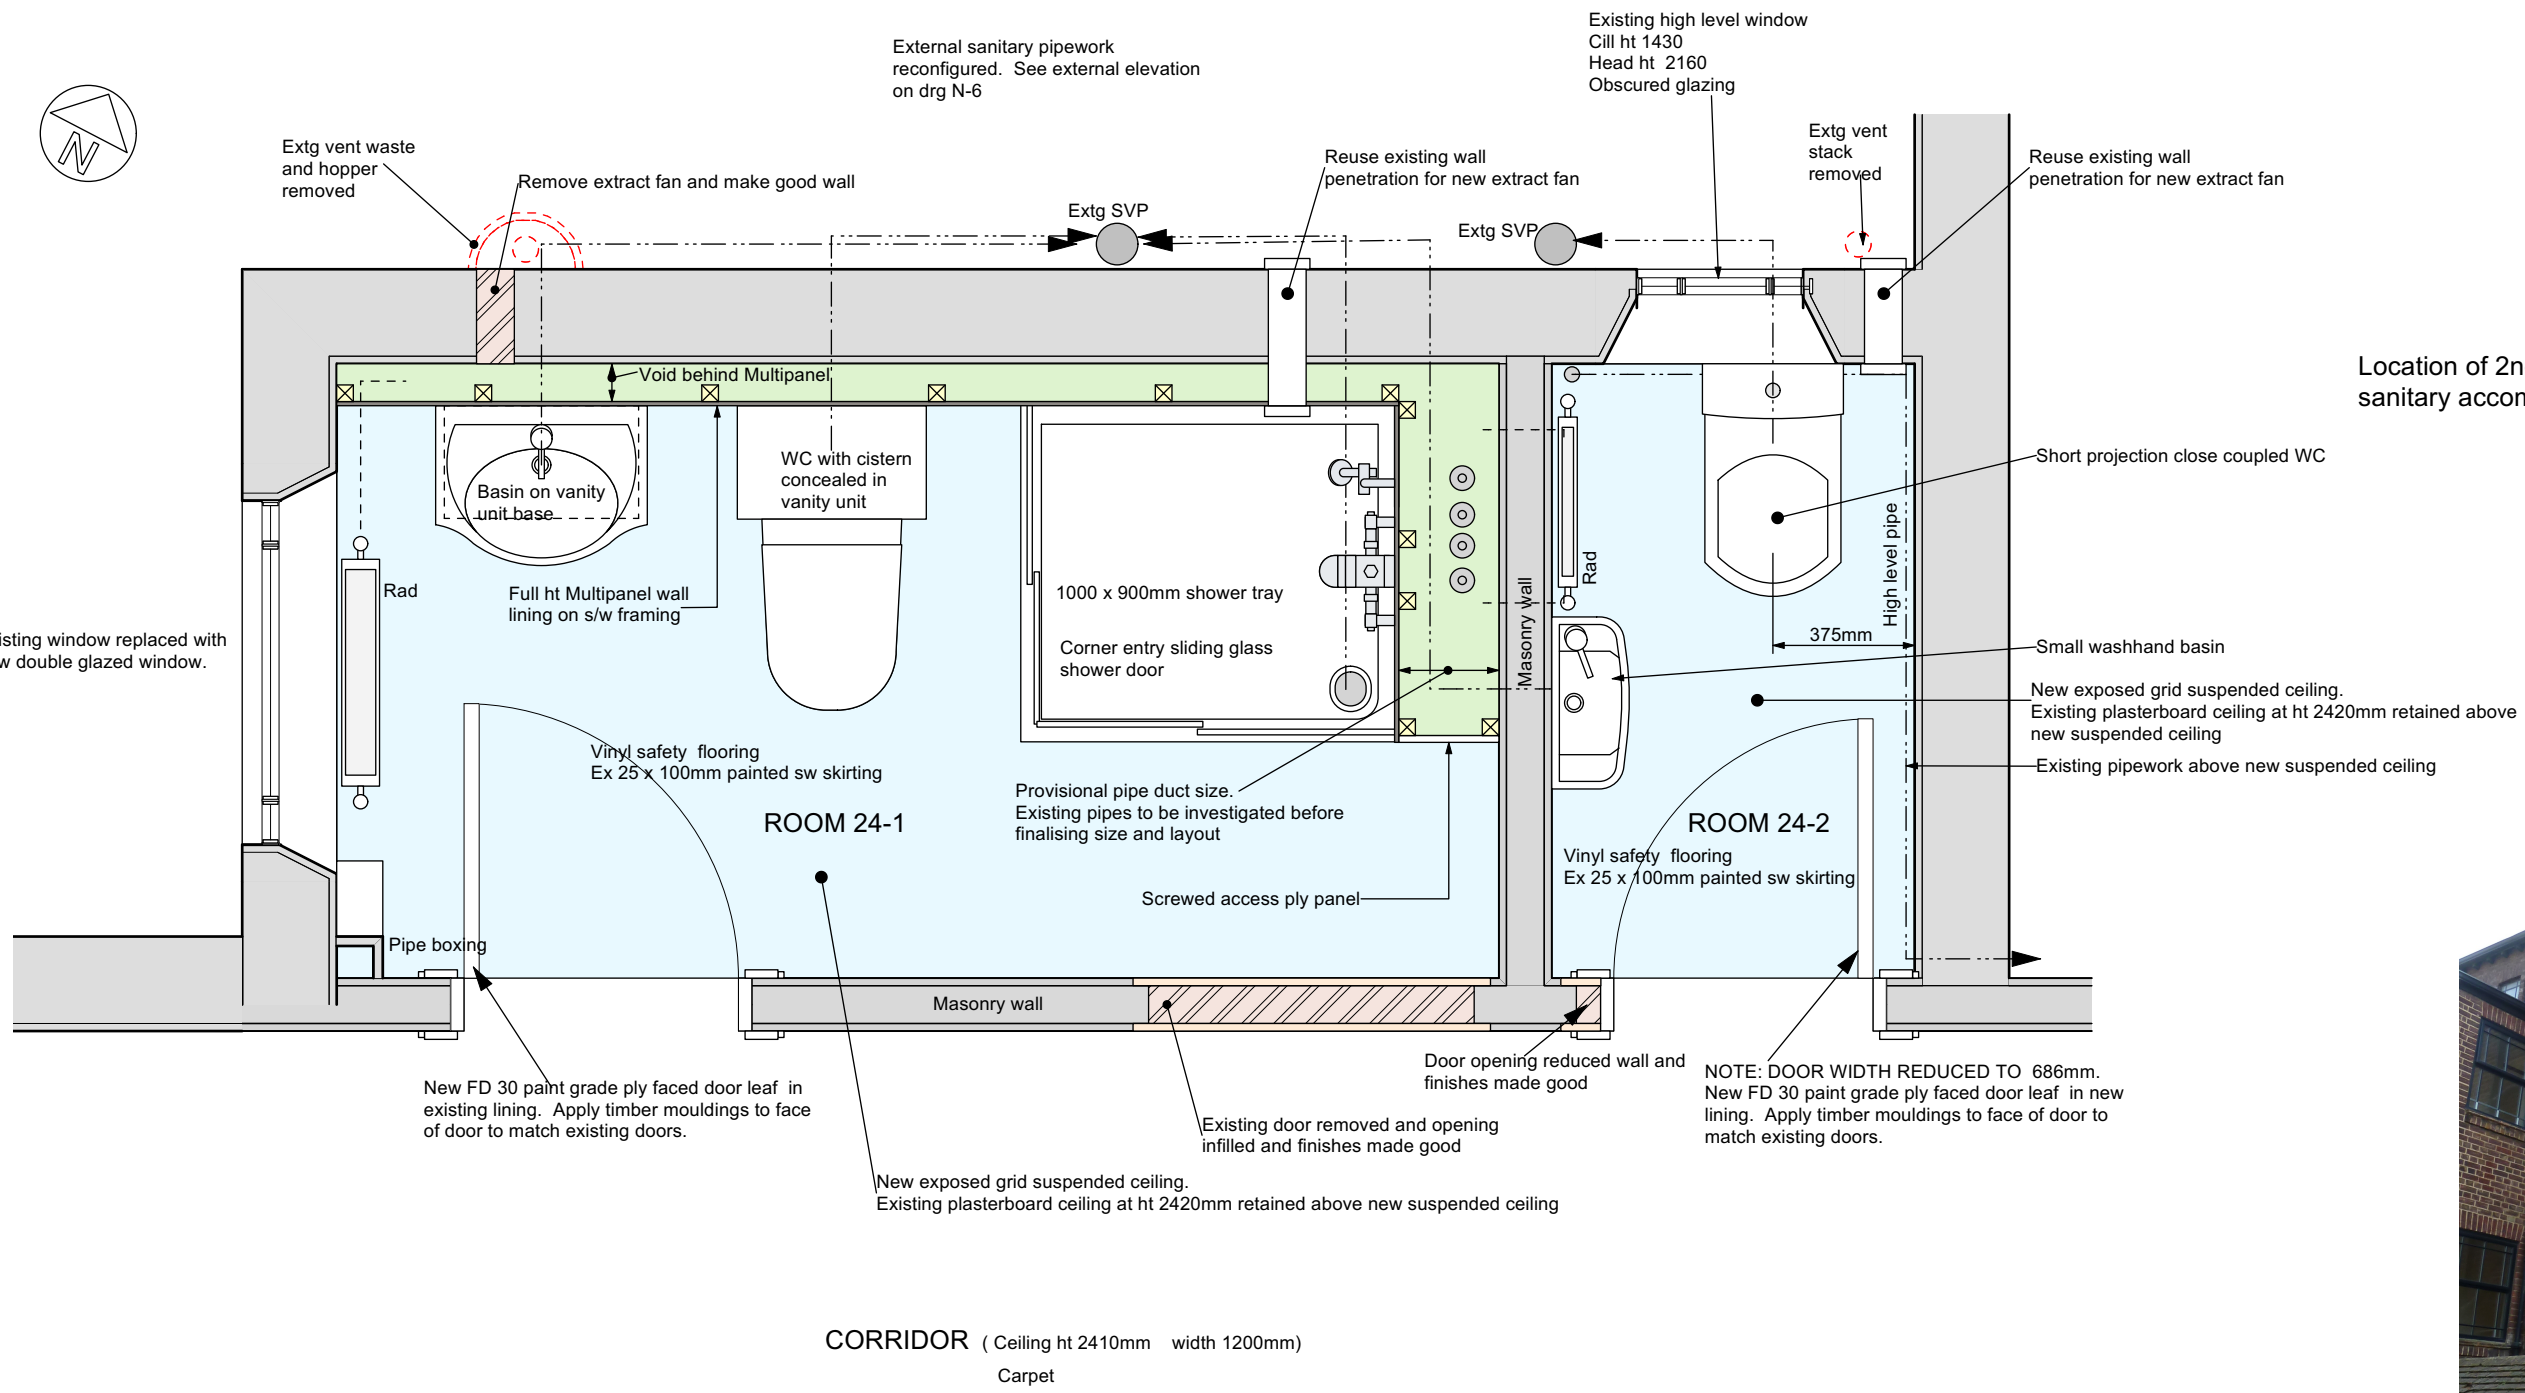 Existing high level window
Cill ht 1430
Head ht  2160
Obscured glazing
External sanitary pipework
reconfigured.  See external elevation
on drg N-6
N
Extg vent waste
and hopper
removed
Remove extract fan and make good wall
Extg SVP
Reuse existing wall
penetration for new extract fan
Extg SVP
Extg vent
stack
removed
Reuse existing wall
penetration for new extract fan
Void behind Multipanel
Location of 2n
sanitary accom
WC with cistern
concealed in
vanity unit
Basin on vanity
unit base
Short projection close coupled WC
Rad
Full ht Multipanel wall
lining on s/w framing
1000 x 900mm shower tray
Corner entry sliding glass
shower door
Masonry wall
Rad
High level pipe
375mm
Small washhand basin
isting window replaced with
w double glazed window.
New exposed grid suspended ceiling.
Existing plasterboard ceiling at ht 2420mm retained above
new suspended ceiling
Existing pipework above new suspended ceiling
Vinyl safety  flooring
Ex 25 x 100mm painted sw skirting
ROOM 24-1
Provisional pipe duct size.
Existing pipes to be investigated before
finalising size and layout
ROOM 24-2
Vinyl safety  flooring
Ex 25 x 100mm painted sw skirting
Screwed access ply panel
Pipe boxing
Masonry wall
New FD 30 paint grade ply faced door leaf  in
existing lining.  Apply timber mouldings to face
of door to match existing doors.
Door opening reduced wall and
finishes made good
NOTE: DOOR WIDTH REDUCED TO  686mm.
New FD 30 paint grade ply faced door leaf  in new
lining.  Apply timber mouldings to face of door to
match existing doors.
Existing door removed and opening
infilled and finishes made good
New exposed grid suspended ceiling.
Existing plasterboard ceiling at ht 2420mm retained above new suspended ceiling
CORRIDOR  ( Ceiling ht 2410mm    width 1200mm)
Carpet